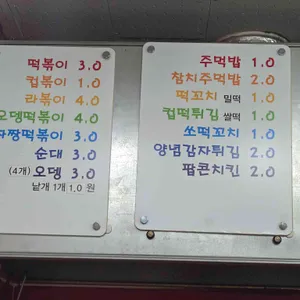 떡볶이 3.0
컵볶이 1.0
라볶이 4.0
오뎅떡볶이 4.0
짜짱떡볶이 3.0
순대 3.0
(4개) 오뎅 3.0
낱개 1개 1.0 원
주먹밥 1.0
참치주먹밥 2.0
떡꼬치 밀떡 1.0
컵떡튀김 쌀떡 1.0
쏘떡꼬치 1.0
양념감자튀김 2.0
팝콘치킨 2.0